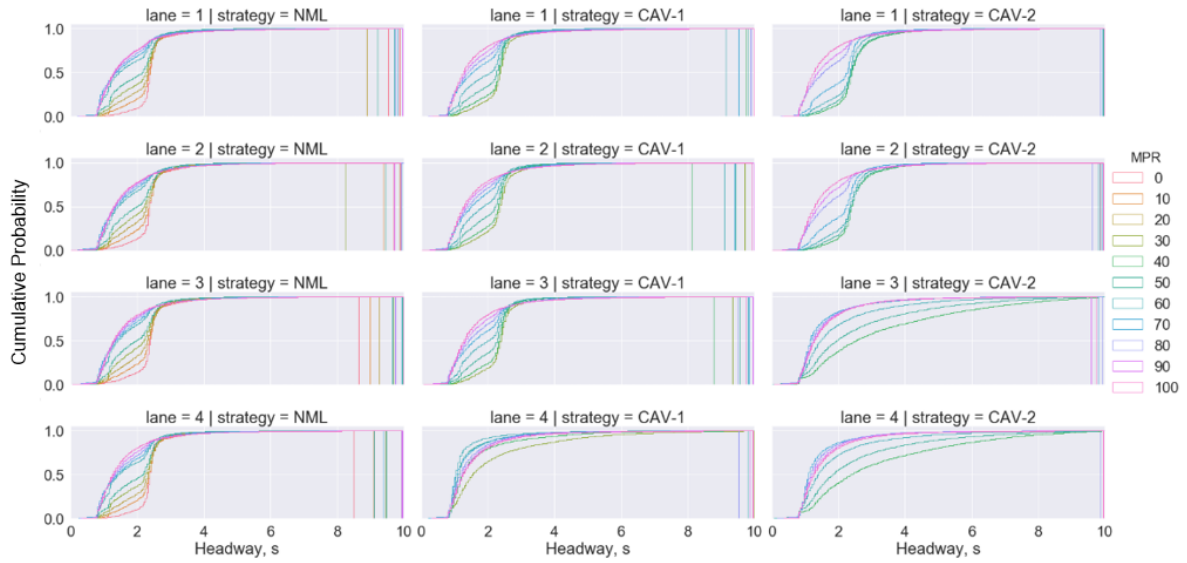 lane = 1 | strategy = NML
lane = 1 | strategy = CAV-1
lane = 1 | strategy = CAV-2
1.0
0.5
0.0
lane = 2 | strategy = NML
lane = 2 | strategy = CAV-1
lane = 2 | strategy = CAV-2
1.0
0.5
0.0
lane = 3 | strategy = NML
lane = 3 | strategy = CAV-1
lane = 3 | strategy = CAV-2
1.0
0.5
0.0
lane = 4 | strategy = NML
lane = 4 | strategy = CAV-1
lane = 4 | strategy = CAV-2
1.0
0.5
0.0
0 2 4 6 8 10
2 4 6 8 10
2 4 6 8 10
Headway, s
Headway, s
Headway, s
Cumulative Probability
MPR
0
10
20
30
40
50
60
70
80
90
100